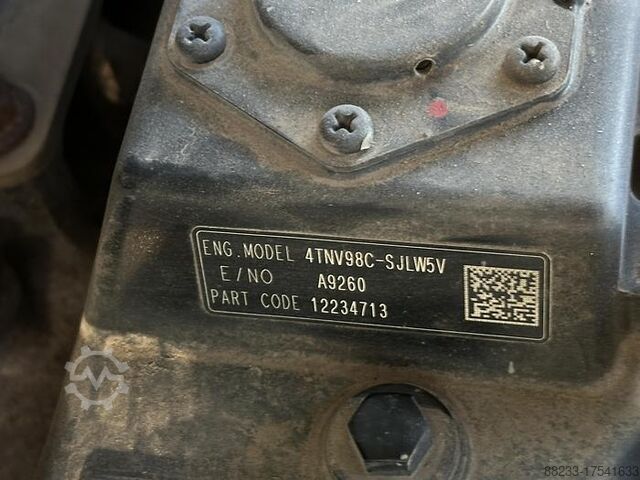 ENG.MODEL 4TNV98C-SJLW5V
E/NO A9260
PART CODE 12234713
88233-17541633